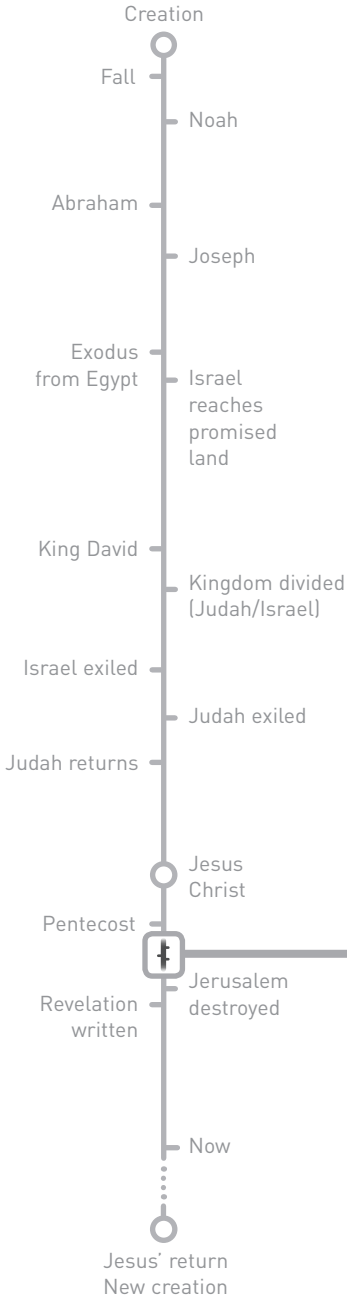 Creation
Fall
Noah
Abraham
Joseph
Exodus
from Egypt
Israel
reaches
promised
land
King David
Kingdom divided
(Judah/Israel)
Israel exiled
Judah exiled
Judah returns
Jesus
Christ
Pentecost
Jerusalem
destroyed
Revelation
written
Now
Jesus’ return
New creation